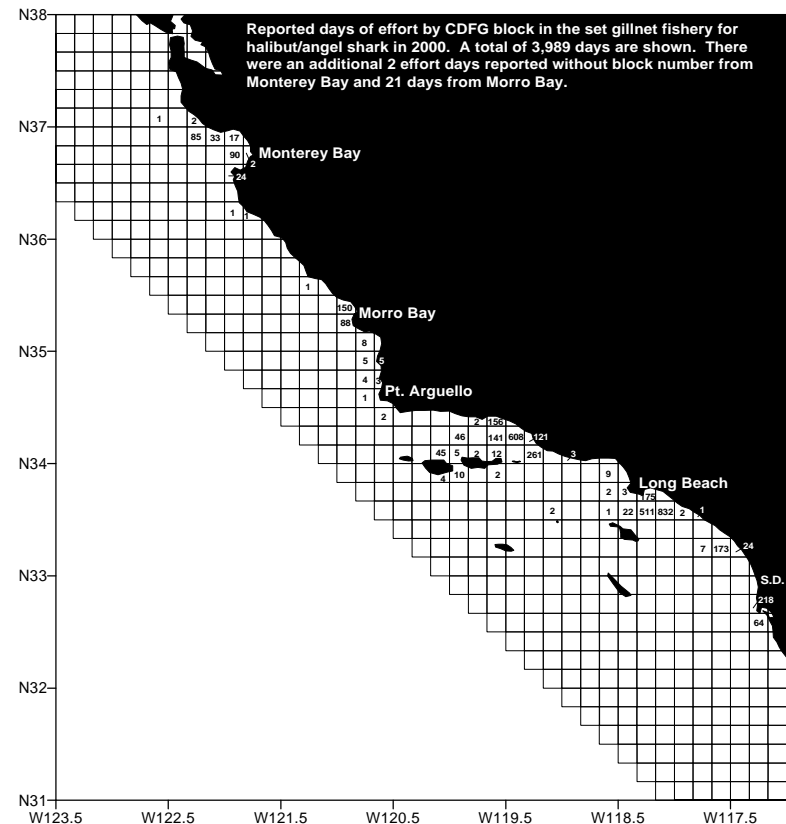 N38
Reported days of effort by CDFG block in the set gillnet fishery for
halibut/angel shark in 2000. A total of 3,989 days are shown. There
were an additional 2 effort days reported without block number from
Monterey Bay and 21 days from Morro Bay.
1 2
N37
85 33 17
90 Monterey Bay
2
24
1 1
N36
1
150
Morro Bay
88
8
N35
5 5
4 3
Pt. Arguello
1
2
2 156
46 141 608 121
45 5 2 12 261 3
N34
4 10 2 9
Long Beach
2 3
75
2 1 22 511 832 2 1
7 173 24
N33
S.D.
218
64
N32
N31
W123.5 W122.5 W121.5 W120.5 W119.5 W118.5 W117.5